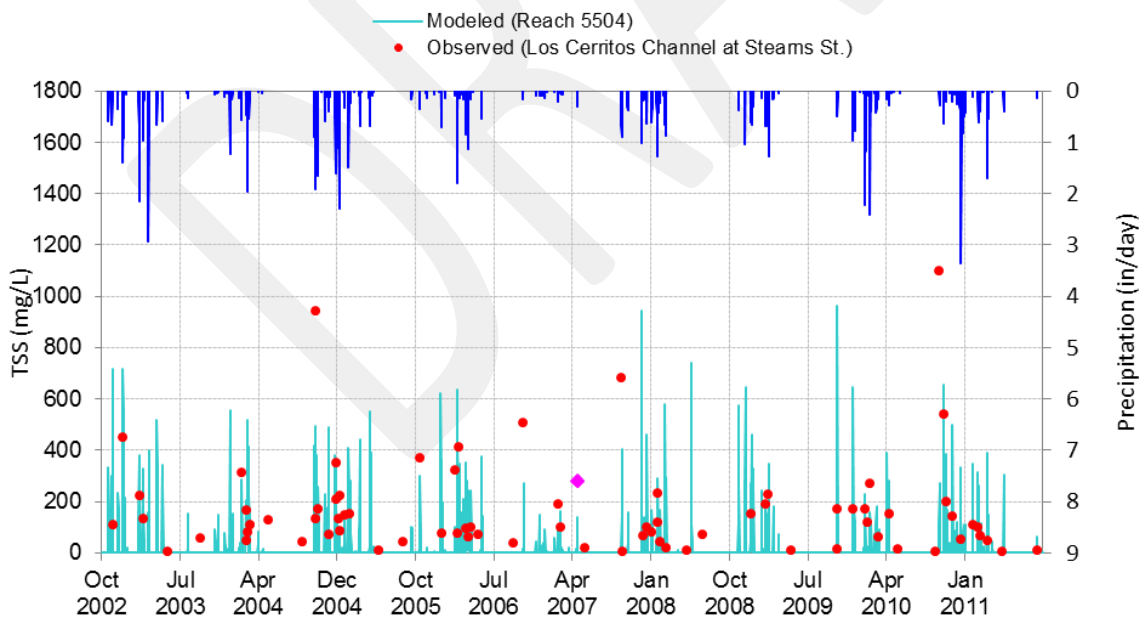 Modeled (Reach 5504)
Observed (Los Cerritos Channel at Stearns St.)
1800
1600
1400
1200
1000
800
600
400
200
0
TSS (mg/L)
0
1
2
3
4
5
6
7
8
9
Precipitation (in/day)
Oct 2002
Jul 2003
Apr 2004
Dec 2004
Oct 2005
Jul 2006
Apr 2007
Jan 2008
Oct 2008
Jul 2009
Apr 2010
Jan 2011